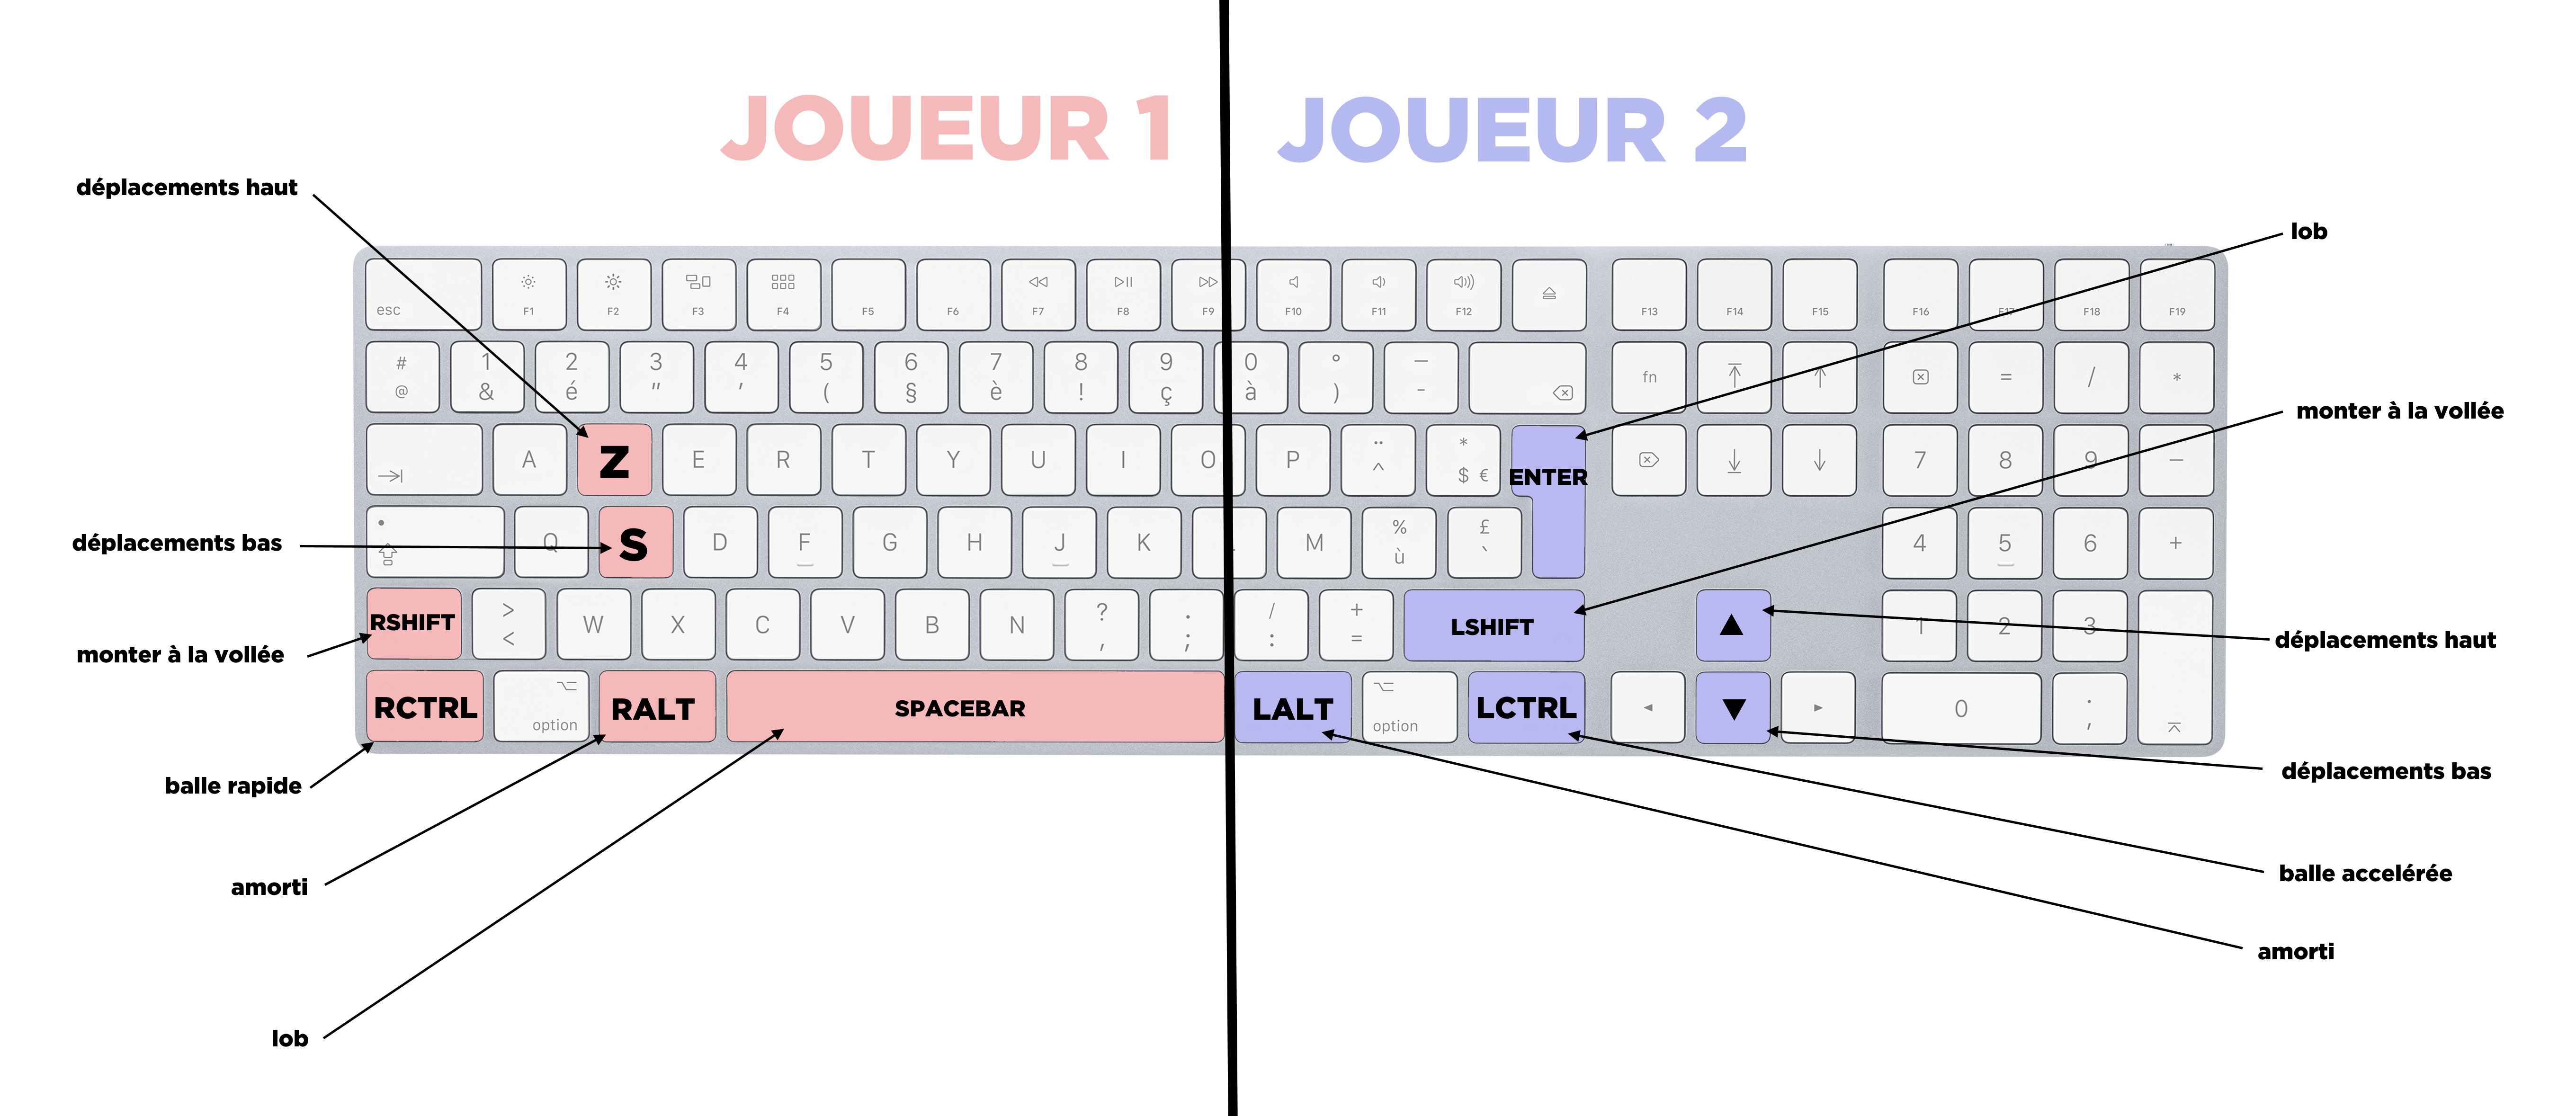 JOUEUR 1
JOUEUR 2
déplacements haut
lob
esc
F1
F2
F3
F4
F5
F6
F7
F8
F9
F10
F11
F12
F13
F14
F15
F16
F17
F18
F19
# 1 2 3 4 5 6 7 8 9 0 ° —
@ & é " ' ( § è ! ç à ) -
fn
= / *
monter à la vollée
A Z E R T Y U I O P
¨
^
*
$ €
ENTER
7 8 9 −
déplacements bas
Q S D F G H J K L M
%
ù
£
`
4 5 6 +
monter à la vollée
RSHIFT
>
<
W X C V B N
?
,
.
;
/
:
+
=
LSHIFT
▲
1 2 3
déplacements haut
RCTRL
option
RALT
SPACEBAR
LALT
option
LCTRL
◂ ▼ ▸
0
.
,
déplacements bas
balle rapide
balle accelérée
amorti
amorti
lob